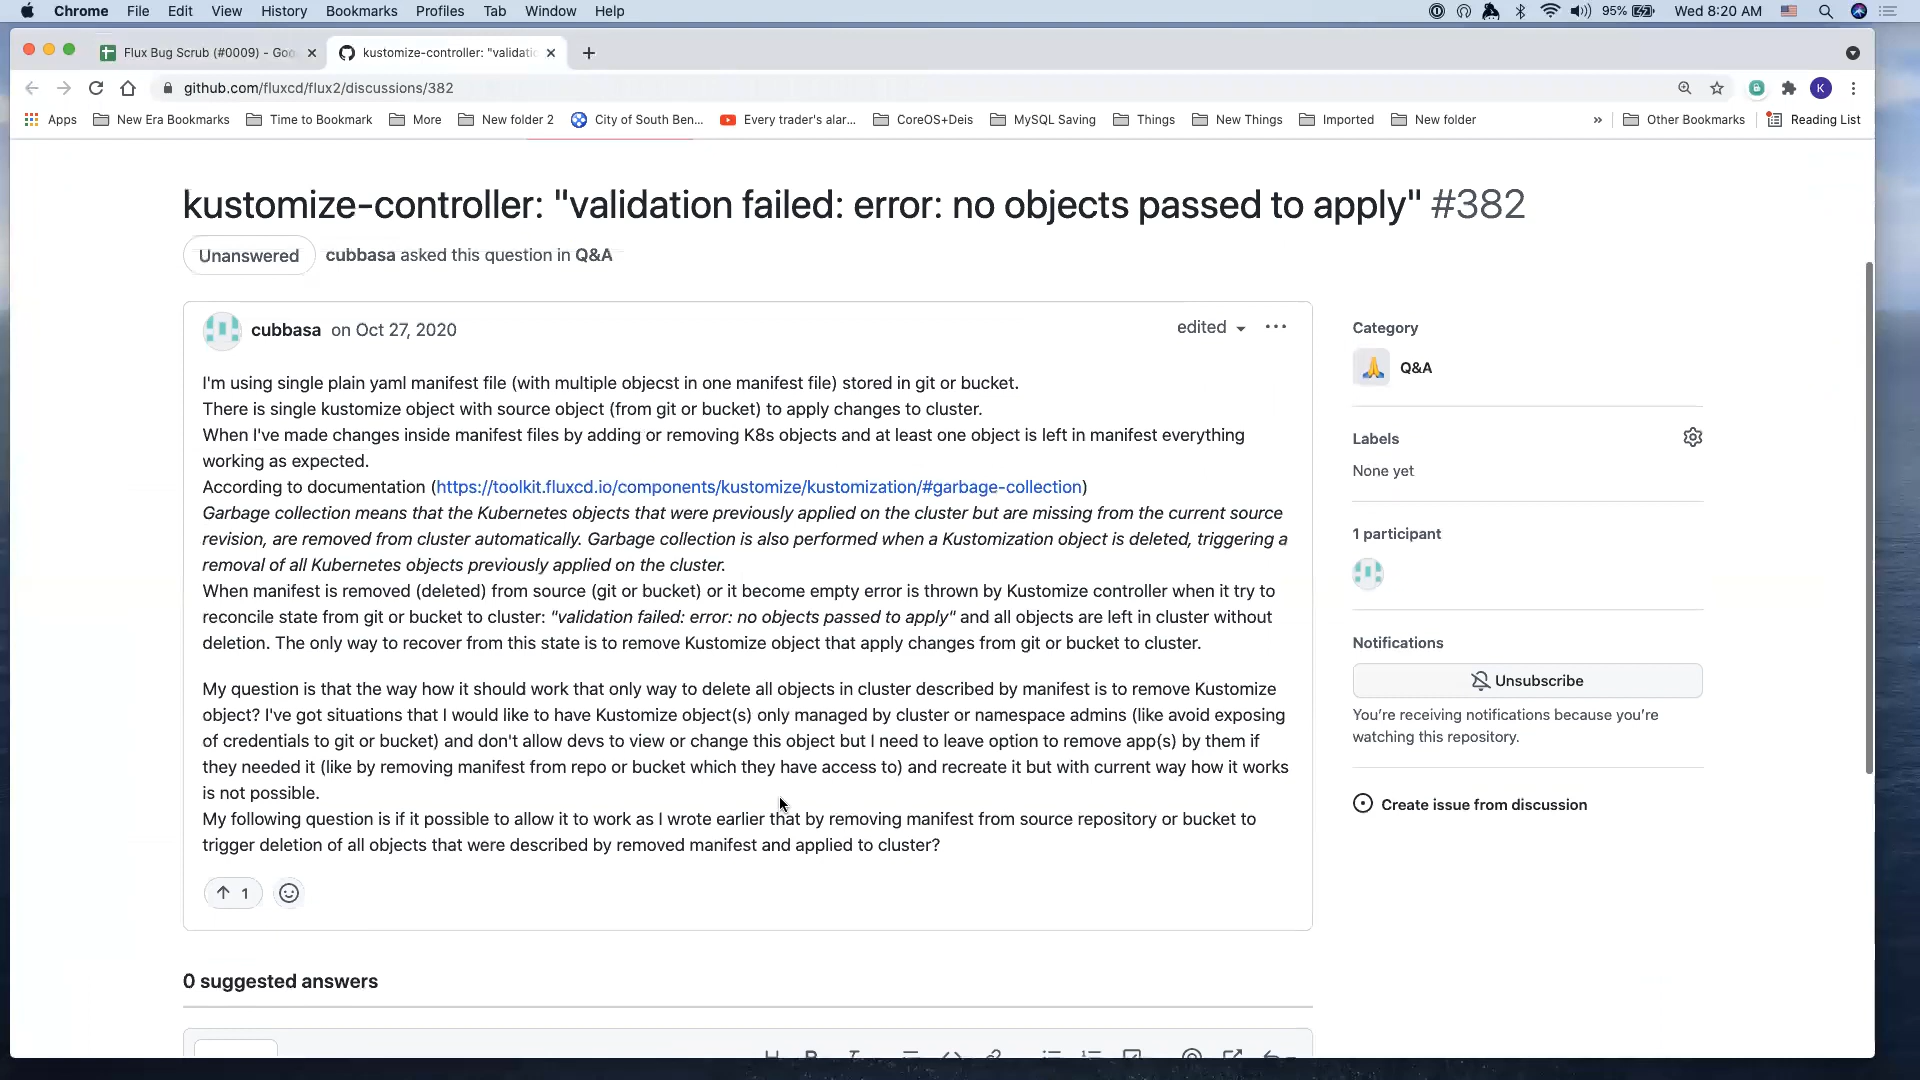 Chrome File Edit View History Bookmarks Profiles Tab Window Help 95% Wed 8:20 AM
Flux Bug Scrub (#0009) - Goo
kustomize-controller: "validati
github.com/fluxcd/flux2/discussions/382
K
Apps New Era Bookmarks Time to Bookmark More New folder 2 City of South Ben... Every trader's alar... CoreOS+Deis MySQL Saving Things New Things Imported New folder » Other Bookmarks Reading List
kustomize-controller: "validation failed: error: no objects passed to apply" #382
Unanswered cubbasa asked this question in Q&A
cubbasa on Oct 27, 2020 edited
I'm using single plain yaml manifest file (with multiple objecst in one manifest file) stored in git or bucket.
There is single kustomize object with source object (from git or bucket) to apply changes to cluster.
When I've made changes inside manifest files by adding or removing K8s objects and at least one object is left in manifest everything
working as expected.
According to documentation (https://toolkit.fluxcd.io/components/kustomize/kustomization/#garbage-collection)
Garbage collection means that the Kubernetes objects that were previously applied on the cluster but are missing from the current source
revision, are removed from cluster automatically. Garbage collection is also performed when a Kustomization object is deleted, triggering a
removal of all Kubernetes objects previously applied on the cluster.
When manifest is removed (deleted) from source (git or bucket) or it become empty error is thrown by Kustomize controller when it try to
reconcile state from git or bucket to cluster: "validation failed: error: no objects passed to apply" and all objects are left in cluster without
deletion. The only way to recover from this state is to remove Kustomize object that apply changes from git or bucket to cluster.
My question is that the way how it should work that only way to delete all objects in cluster described by manifest is to remove Kustomize
object? I've got situations that I would like to have Kustomize object(s) only managed by cluster or namespace admins (like avoid exposing
of credentials to git or bucket) and don't allow devs to view or change this object but I need to leave option to remove app(s) by them if
they needed it (like by removing manifest from repo or bucket which they have access to) and recreate it but with current way how it works
is not possible.
My following question is if it possible to allow it to work as I wrote earlier that by removing manifest from source repository or bucket to
trigger deletion of all objects that were described by removed manifest and applied to cluster?
1
0 suggested answers
Category
Q&A
Labels
None yet
1 participant
Notifications
Unsubscribe
You're receiving notifications because you're
watching this repository.
Create issue from discussion